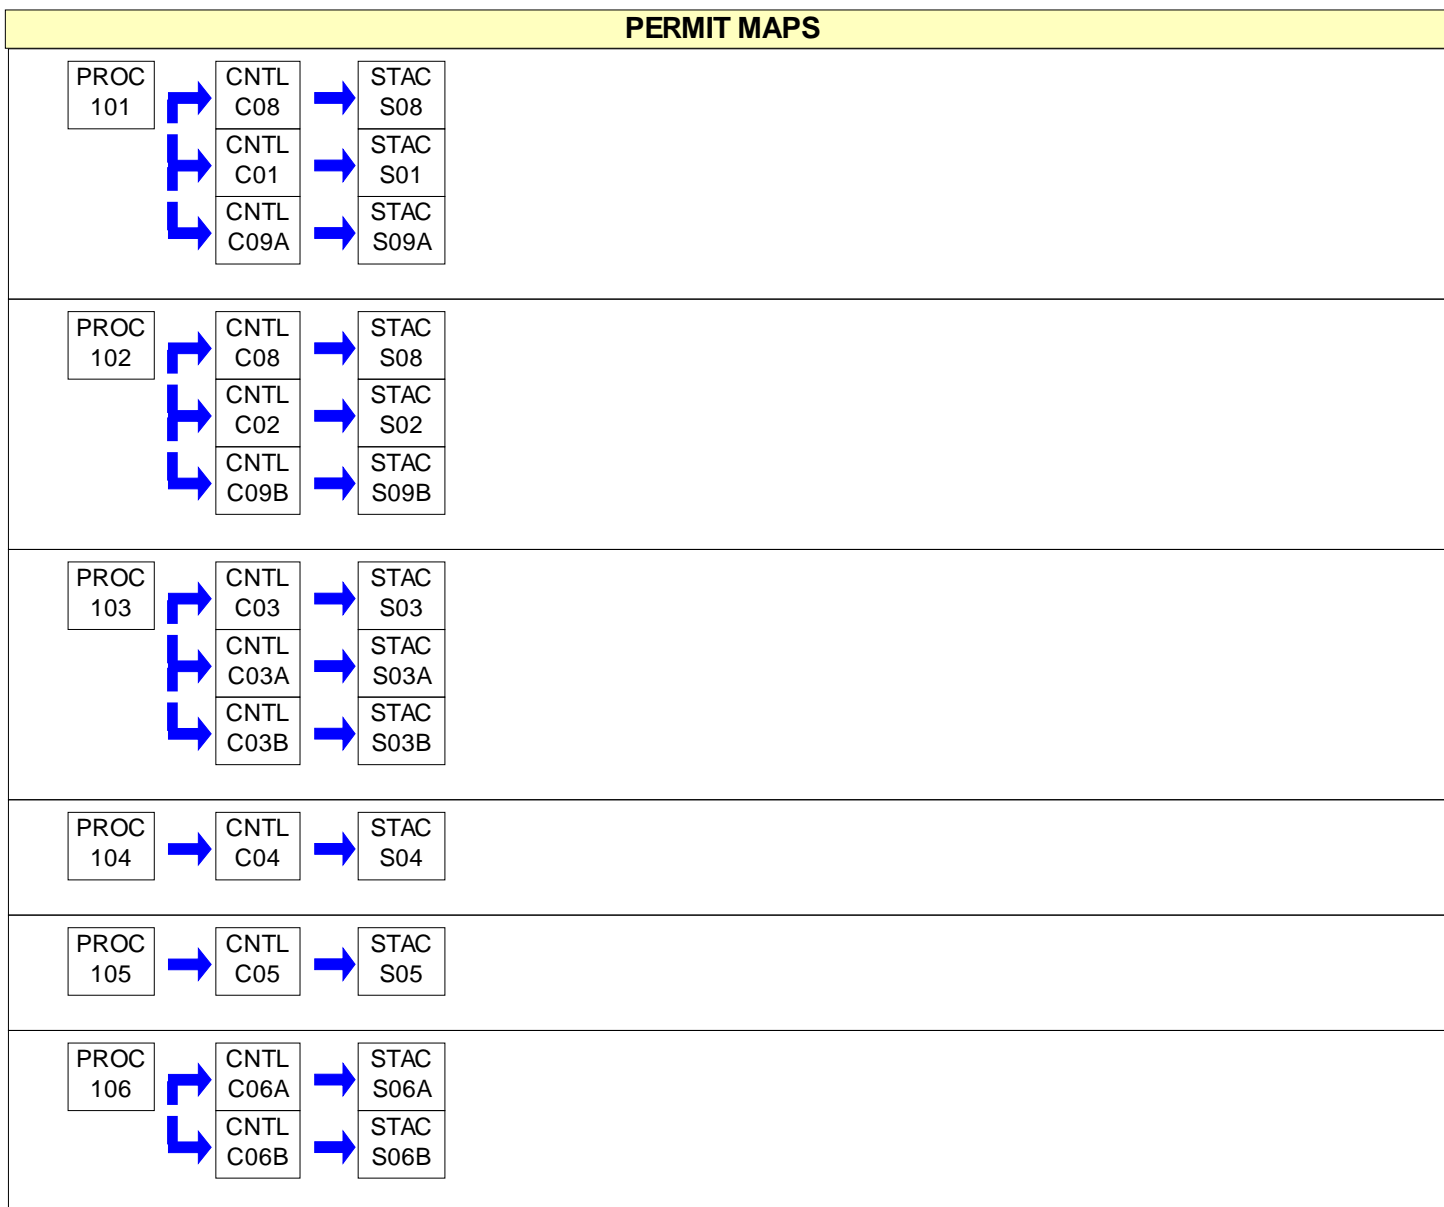 PERMIT MAPS
PROC CNTL STAC
101 C08 S08
CNTL STAC
C01 S01
CNTL STAC
C09A S09A
PROC CNTL STAC
102 C08 S08
CNTL STAC
C02 S02
CNTL STAC
C09B S09B
PROC CNTL STAC
103 C03 S03
CNTL STAC
C03A S03A
CNTL STAC
C03B S03B
PROC CNTL STAC
104 C04 S04
PROC CNTL STAC
105 C05 S05
PROC CNTL STAC
106 C06A S06A
CNTL STAC
C06B S06B